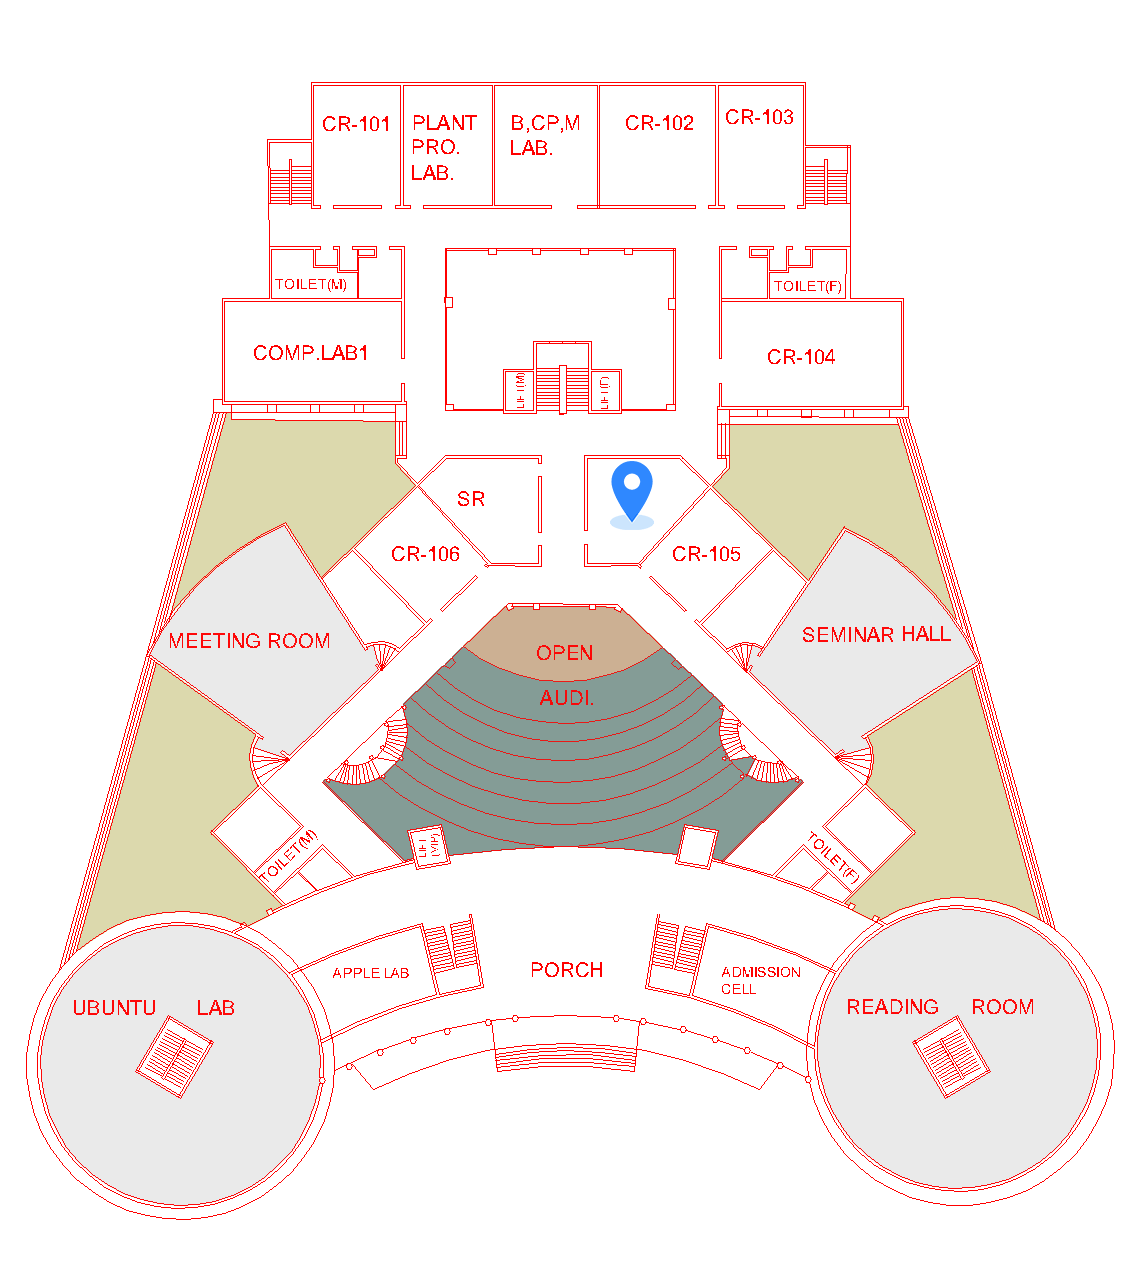 CR-101
PLANT
PRO.
LAB.
B,CP,M
LAB.
CR-102
CR-103
TOILET(M)
TOILET(F)
COMP.LAB1
CR-104
LIFT(M)
LIFT(F)
SR
CR-106
CR-105
MEETING ROOM
OPEN
AUDI.
SEMINAR HALL
TOILET(M)
LIFT
(VIP)
TOILET(F)
APPLE LAB
PORCH
ADMISSION
CELL
UBUNTU LAB
READING ROOM